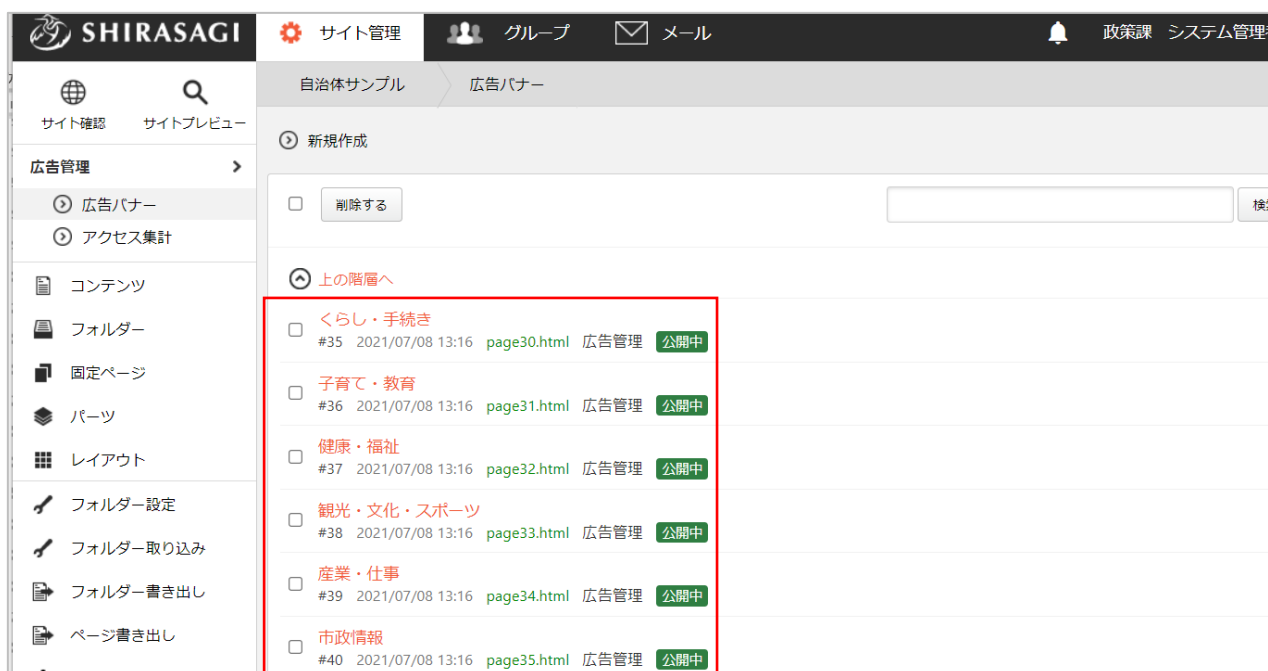 SHIRASAGI サイト管理 グループ メール 政策課 システム管理
自治体サンプル 広告バナー
サイト確認 サイトプレビュー
新規作成
広告管理
広告バナー
アクセス集計
削除する
上の階層へ
コンテンツ
フォルダー
固定ページ
パーツ
レイアウト
フォルダー設定
フォルダー取り込み
フォルダー書き出し
ページ書き出し
くらし・手続き
#35 2021/07/08 13:16 page30.html 広告管理 公開中
子育て・教育
#36 2021/07/08 13:16 page31.html 広告管理 公開中
健康・福祉
#37 2021/07/08 13:16 page32.html 広告管理 公開中
観光・文化・スポーツ
#38 2021/07/08 13:16 page33.html 広告管理 公開中
産業・仕事
#39 2021/07/08 13:16 page34.html 広告管理 公開中
市政情報
#40 2021/07/08 13:16 page35.html 広告管理 公開中